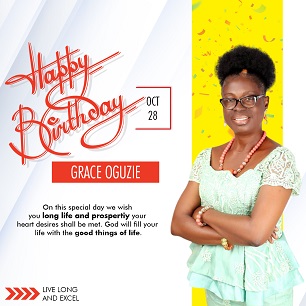 Happy
Birthday
OCT
28
GRACE OGUZIE
On this special day we wish
you long life and prospertiy your
heart desires shall be met. God will fill
your life with the good things of life.
LIVE LONG
AND EXCEL